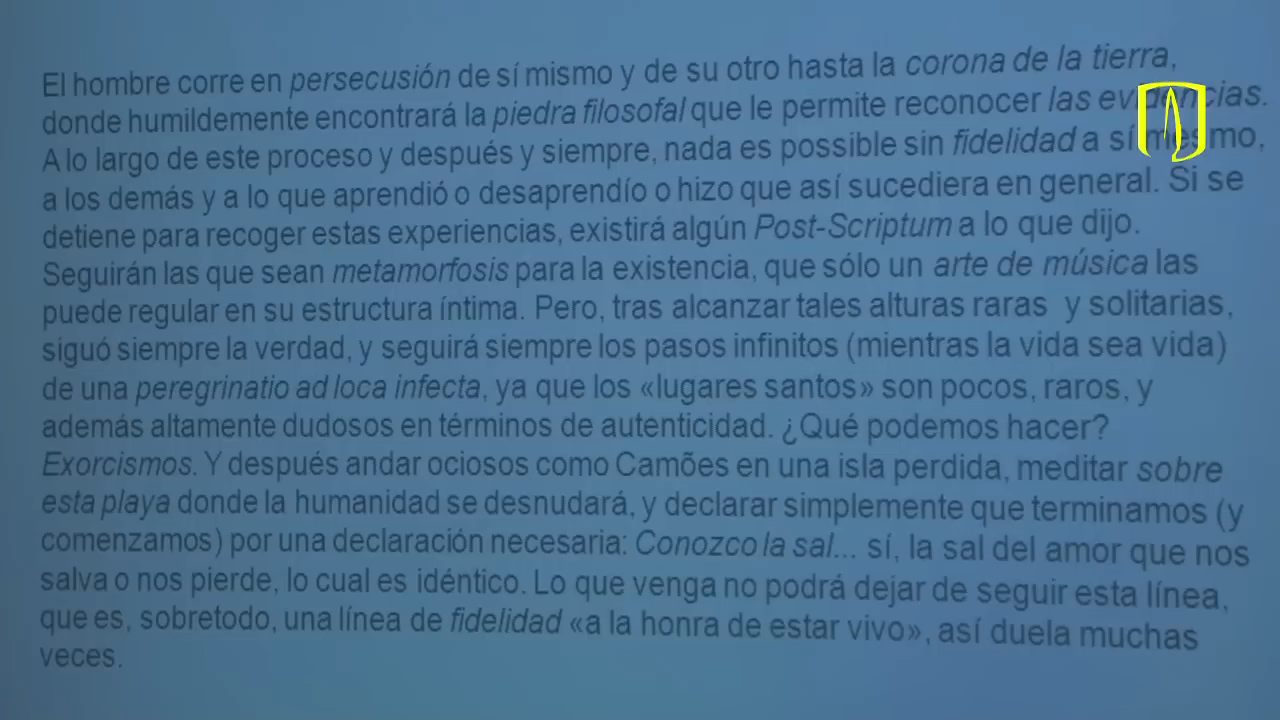 El hombre corre en persecusión de sí mismo y de su otro hasta la corona de la tierra,
donde humildemente encontrará la piedra filosofal que le permite reconocer las evidencias.
A lo largo de este proceso y después y siempre, nada es possible sin fidelidad a sí mesmo,
a los demás y a lo que aprendió o desaprendío o hizo que así sucediera en general. Si se
detiene para recoger estas experiencias, existirá algún Post-Scriptum a lo que dijo.
Seguirán las que sean metamorfosis para la existencia, que sólo un arte de música las
puede regular en su estructura íntima. Pero, tras alcanzar tales alturas raras y solitarias,
siguó siempre la verdad, y seguirá siempre los pasos infinitos (mientras la vida sea vida)
de una peregrinatio ad loca infecta, ya que los «lugares santos» son pocos, raros, y
además altamente dudosos en términos de autenticidad. ¿Qué podemos hacer?
Exorcismos. Y después andar ociosos como Camões en una isla perdida, meditar sobre
esta playa donde la humanidad se desnudará, y declarar simplemente que terminamos (y
comenzamos) por una declaración necesaria: Conozco la sal... sí, la sal del amor que nos
salva o nos pierde, lo cual es idéntico. Lo que venga no podrá dejar de seguir esta línea,
que es, sobretodo, una línea de fidelidad «a la honra de estar vivo», así duela muchas
veces.